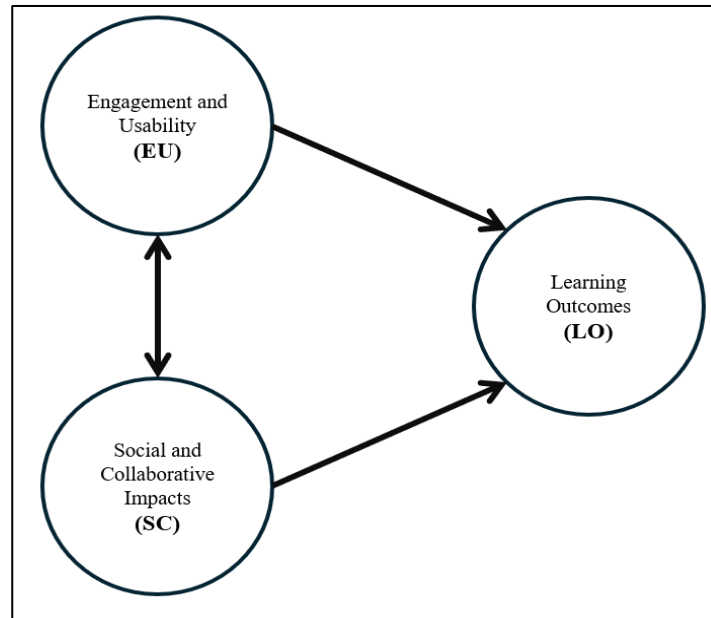 Engagement and
Usability
(EU)
Learning
Outcomes
(LO)
Social and
Collaborative
Impacts
(SC)